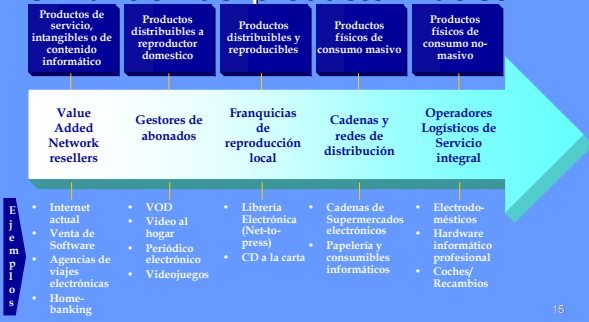 Productos de
servicio,
intangibles o de
contenido
informático
Productos
distribuibles a
reproductor
domestico
Productos
distribuibles y
reproducibles
Productos
físicos de
consumo masivo
Productos
físicos de
consumo no-
masivo
Value
Added
Network
resellers
Gestores de
abonados
Franquicias
de
reproducción
local
Cadenas y
redes de
distribución
Operadores
Logísticos de
Servicio
integral
Ejemplos
• Internet
actual
• Venta de
Software
• Agencias de
viajes
electrónicas
• Home-
banking
• VOD
• Video al
hogar
• Periódico
electrónico
• Videojuegos
• Librería
Electrónica
(Net-to-
press)
• CD a la carta
• Cadenas de
Supermercados
electrónicos
• Papelería y
consumibles
informáticos
• Electrodo-
mésticos
• Hardware
informático
profesional
• Coches/
Recambios
15